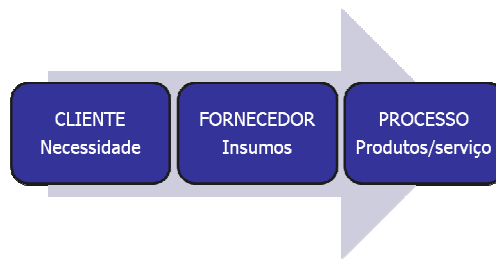 CLIENTE
Necessidade
FORNECEDOR
Insumos
PROCESSO
Produtos/serviço